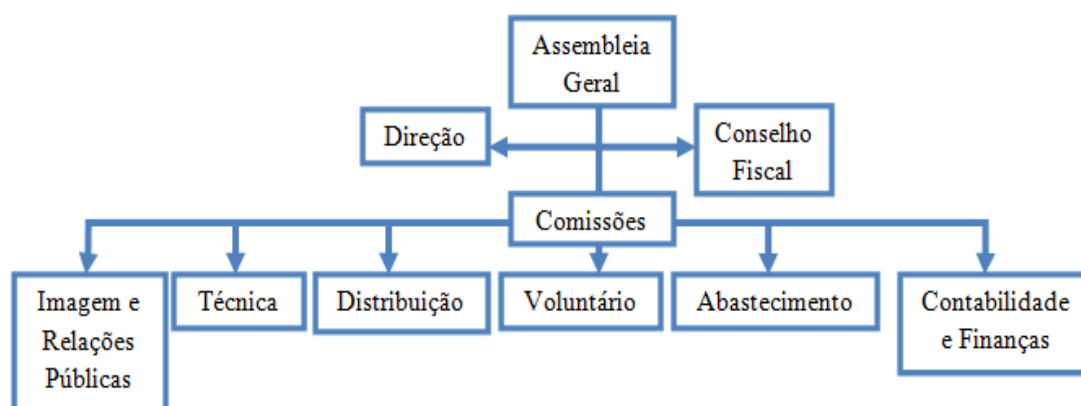 Assembleia
Geral
Direção
Conselho
Fiscal
Comissões
Imagem e
Relações
Públicas
Técnica
Distribuição
Voluntário
Abastecimento
Contabilidade
e Finanças